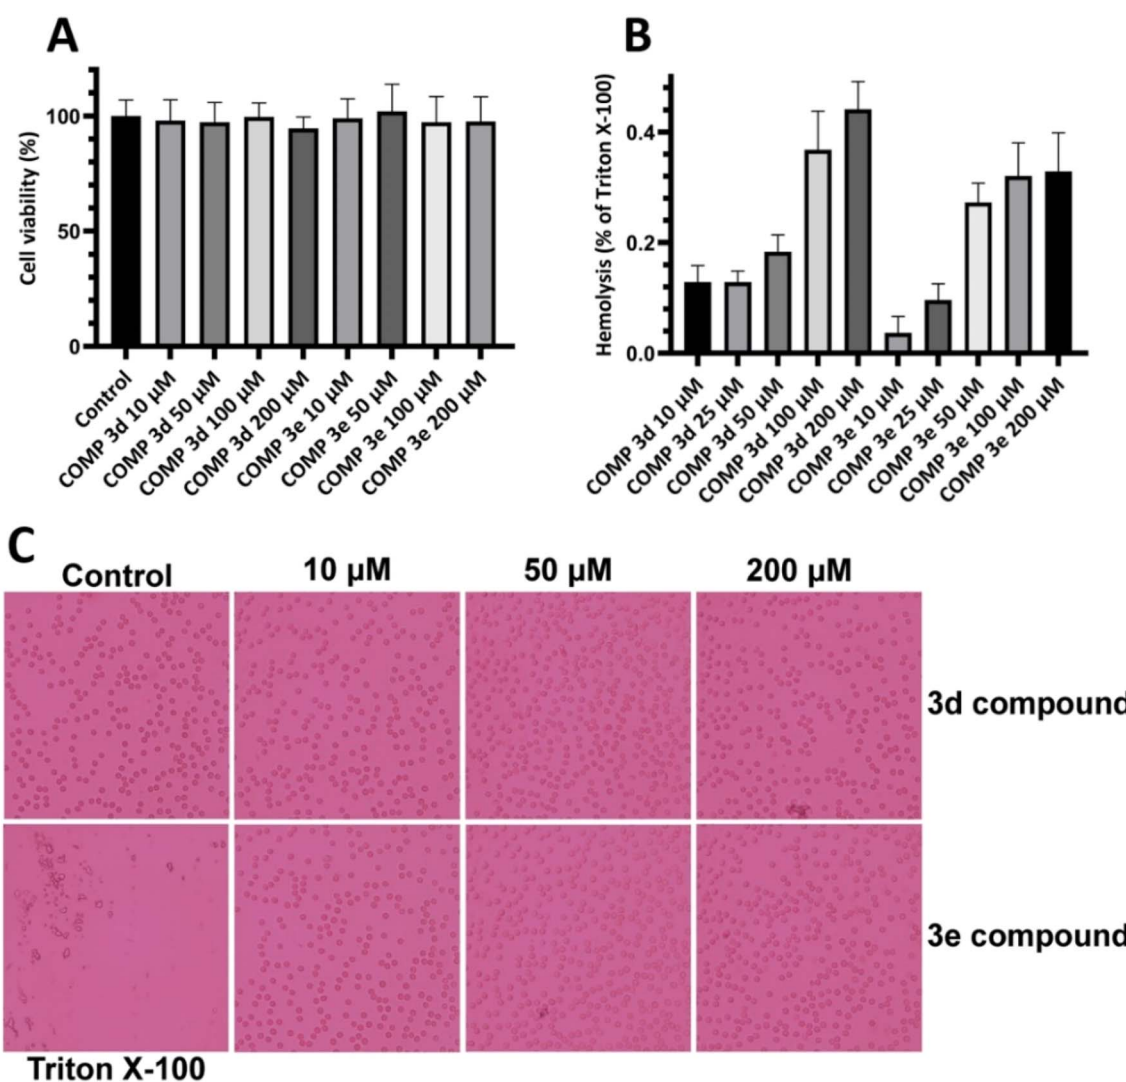 A
Cell viability (%)
100
50
0
Control
COMP 3d 10 µM
COMP 3d 50 µM
COMP 3d 100 µM
COMP 3d 200 µM
COMP 3e 10 µM
COMP 3e 50 µM
COMP 3e 100 µM
COMP 3e 200 µM
B
Hemolysis (% of Triton X-100)
0.4
0.2
0.0
COMP 3d 10 µM
COMP 3d 25 µM
COMP 3d 50 µM
COMP 3d 100 µM
COMP 3d 200 µM
COMP 3e 10 µM
COMP 3e 25 µM
COMP 3e 50 µM
COMP 3e 100 µM
COMP 3e 200 µM
C
Control
10 µM
50 µM
200 µM
3d compound
3e compound
Triton X-100